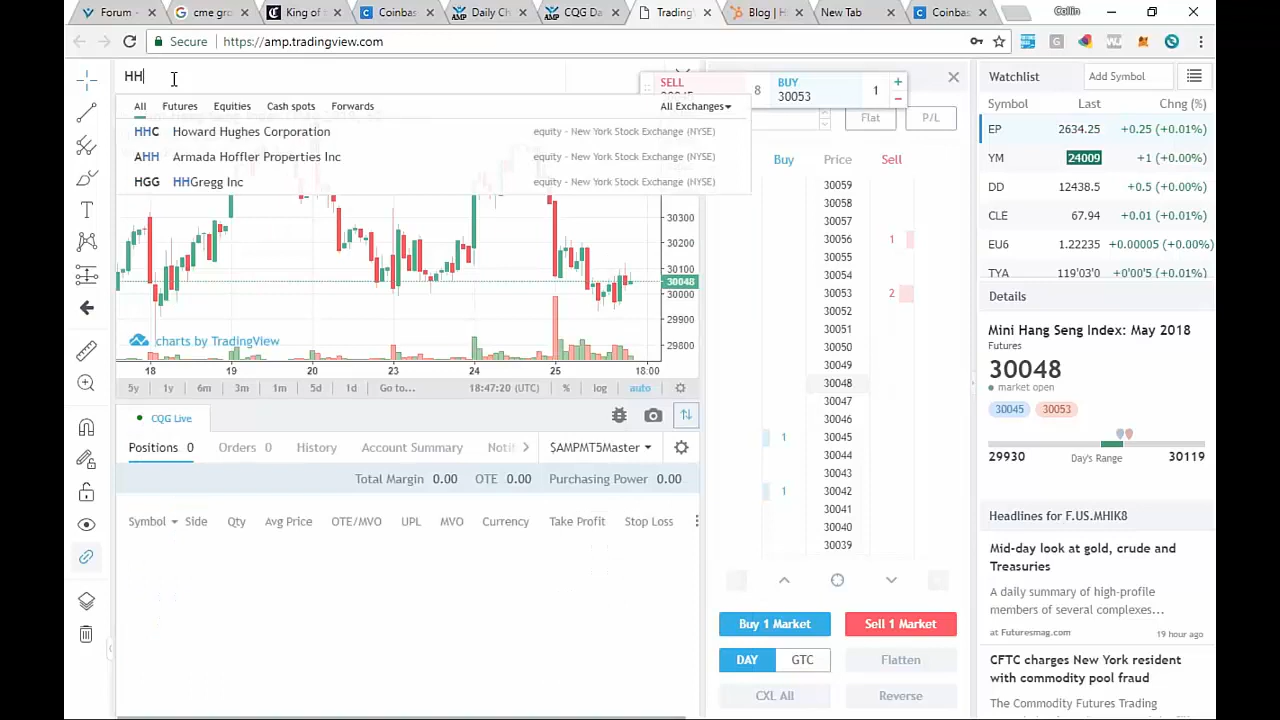 Forum -
cme gro
King of t
Coinbas
Daily Ch
CQG Da
Trading
Blog | H
New Tab
Coinbas
Collin
Secure
https://amp.tradingview.com
HH
All Futures Equities Cash spots Forwards All Exchanges
HHC Howard Hughes Corporation equity - New York Stock Exchange (NYSE)
AHH Armada Hoffler Properties Inc equity - New York Stock Exchange (NYSE)
HGG HHGregg Inc equity - New York Stock Exchange (NYSE)
30300
30200
30100
30048
30000
29900
29800
charts by TradingView
18 19 20 23 24 25 18:00
5y 1y 6m 3m 1m 5d 1d Go to... 18:47:20 (UTC) % log auto
CQG Live
Positions 0 Orders 0 History Account Summary Noti $AMPMT5Master
Total Margin 0.00 OTE 0.00 Purchasing Power 0.00
Symbol Side Qty Avg Price OTE/MVO UPL MVO Currency Take Profit Stop Loss
SELL
8
BUY
30053
1
+
-
Flat P/L
Buy Price Sell
30059
30058
30057
30056 1
30055
30054
30053 2
30052
30051
30050
30049
30048
30047
30046
1 30045
30044
30043
1 30042
30041
30040
30039
Buy 1 Market Sell 1 Market
DAY GTC Flatten
CXL All Reverse
Watchlist Add Symbol
Symbol Last Chng (%)
EP 2634.25 +0.25 (+0.01%)
YM 24009 +1 (+0.00%)
DD 12438.5 +0.5 (+0.00%)
CLE 67.94 +0.01 (+0.01%)
EU6 1.22235 +0.00005 (+0.00%)
TYA 119'03'0 +0'00'5 (+0.01%)
Details
Mini Hang Seng Index: May 2018
Futures
30048
market open
30045 30053
29930 Day's Range 30119
Headlines for F.US.MHIK8
Mid-day look at gold, crude and
Treasuries
A daily summary of high-profile
members of several complexes...
at Futuresmag.com 19 hour ago
CFTC charges New York resident
with commodity pool fraud
The Commodity Futures Trading